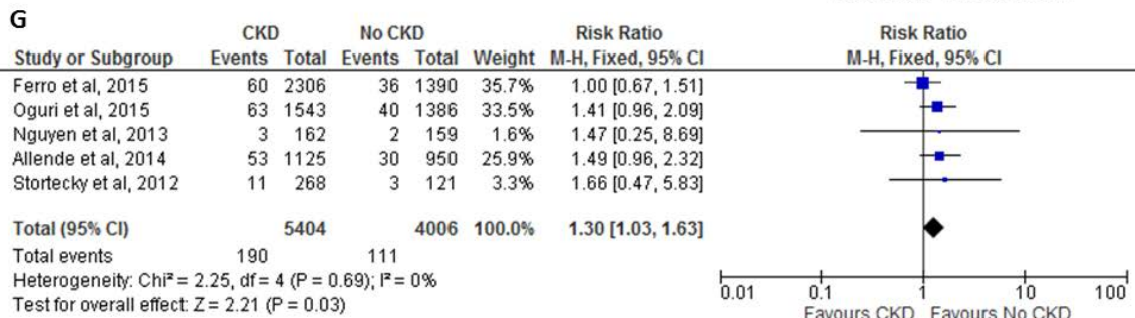 G
CKD No CKD Risk Ratio Risk Ratio
Study or Subgroup Events Total Events Total Weight M-H, Fixed, 95% CI M-H, Fixed, 95% CI
Ferro et al, 2015 60 2306 36 1390 35.7% 1.00 [0.67, 1.51]
Oguri et al, 2015 63 1543 40 1386 33.5% 1.41 [0.96, 2.09]
Nguyen et al, 2013 3 162 2 159 1.6% 1.47 [0.25, 8.69]
Allende et al, 2014 53 1125 30 950 25.9% 1.49 [0.96, 2.32]
Stortecky et al, 2012 11 268 3 121 3.3% 1.66 [0.47, 5.83]
Total (95% CI) 5404 4006 100.0% 1.30 [1.03, 1.63]
Total events 190 111
Heterogeneity: Chi² = 2.25, df = 4 (P = 0.69); I² = 0%
Test for overall effect: Z = 2.21 (P = 0.03)
0.01 0.1 1 10 100
Favours CKD Favours No CKD